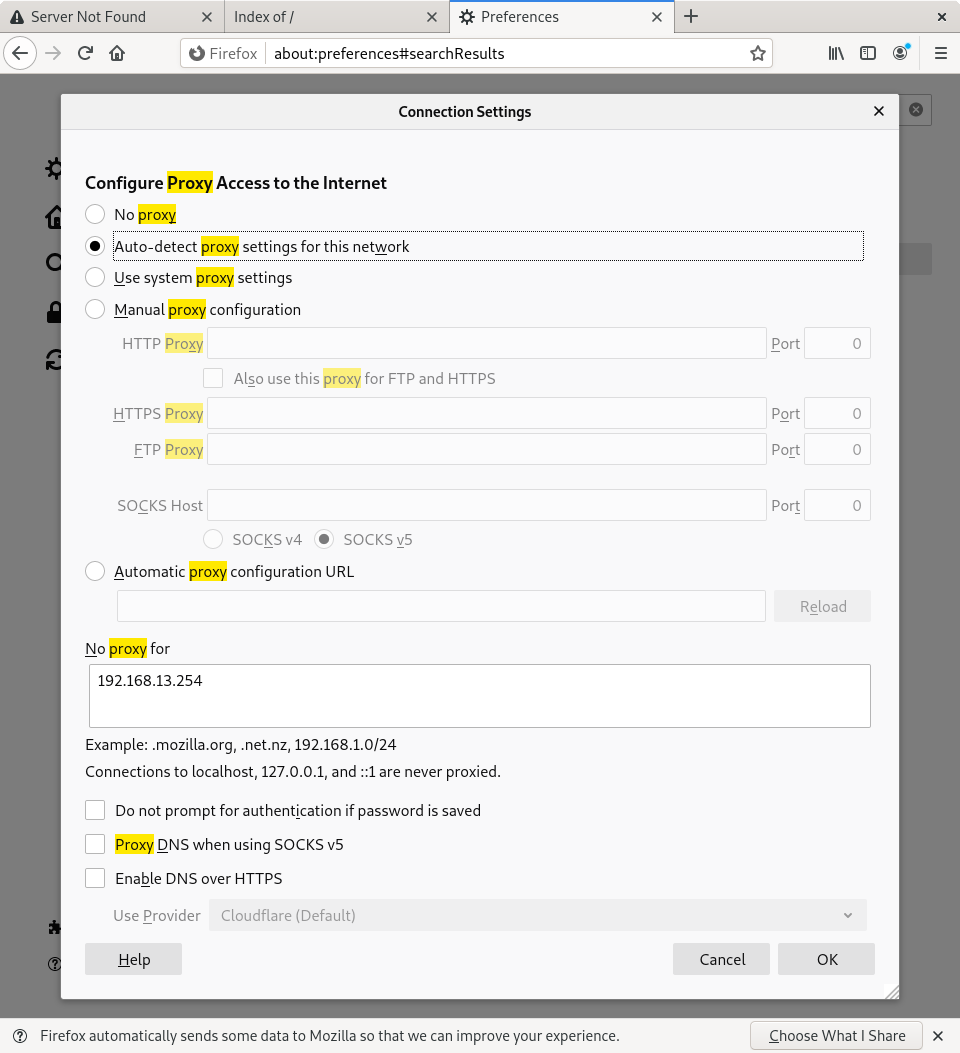 Server Not Found
Index of /
Preferences
Firefox
about:preferences#searchResults
Connection Settings
Configure Proxy Access to the Internet
No proxy
Auto-detect proxy settings for this network
Use system proxy settings
Manual proxy configuration
HTTP Proxy Port 0
Also use this proxy for FTP and HTTPS
HTTPS Proxy Port 0
FTP Proxy Port 0
SOCKS Host Port 0
SOCKS v4 SOCKS v5
Automatic proxy configuration URL
Reload
No proxy for
192.168.13.254
Example: .mozilla.org, .net.nz, 192.168.1.0/24
Connections to localhost, 127.0.0.1, and ::1 are never proxied.
Do not prompt for authentication if password is saved
Proxy DNS when using SOCKS v5
Enable DNS over HTTPS
Use Provider Cloudflare (Default)
Help Cancel OK
Firefox automatically sends some data to Mozilla so that we can improve your experience. Choose What I Share